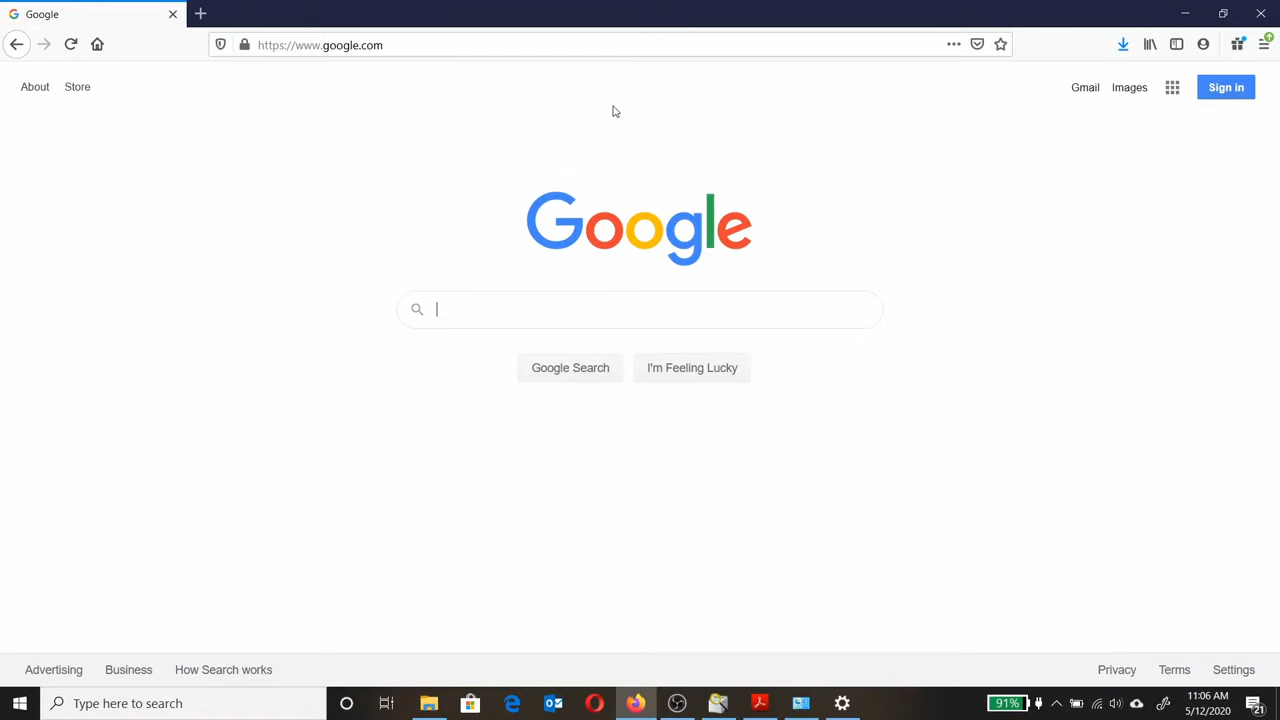 Google
https://www.google.com
About Store
Gmail Images Sign in
Google
Google Search I'm Feeling Lucky
Advertising Business How Search works
Privacy Terms Settings
Type here to search
91%
11:06 AM
5/12/2020
21